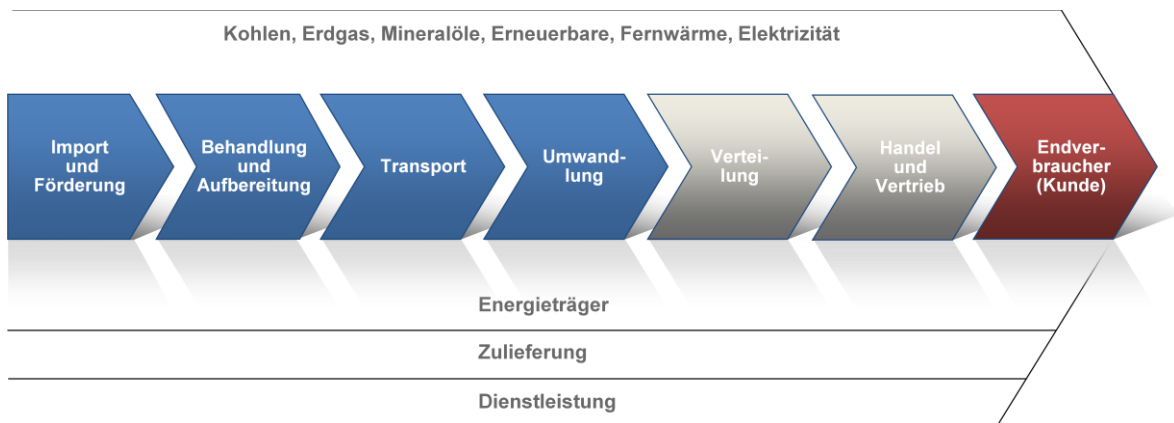 Kohlen, Erdgas, Mineralöle, Erneuerbare, Fernwärme, Elektrizität
Import
und
Förderung
Behandlung
und
Aufbereitung
Transport
Umwand-
lung
Vertei-
lung
Handel
und
Vertrieb
Endver-
braucher
(Kunde)
Energieträger
Zulieferung
Dienstleistung